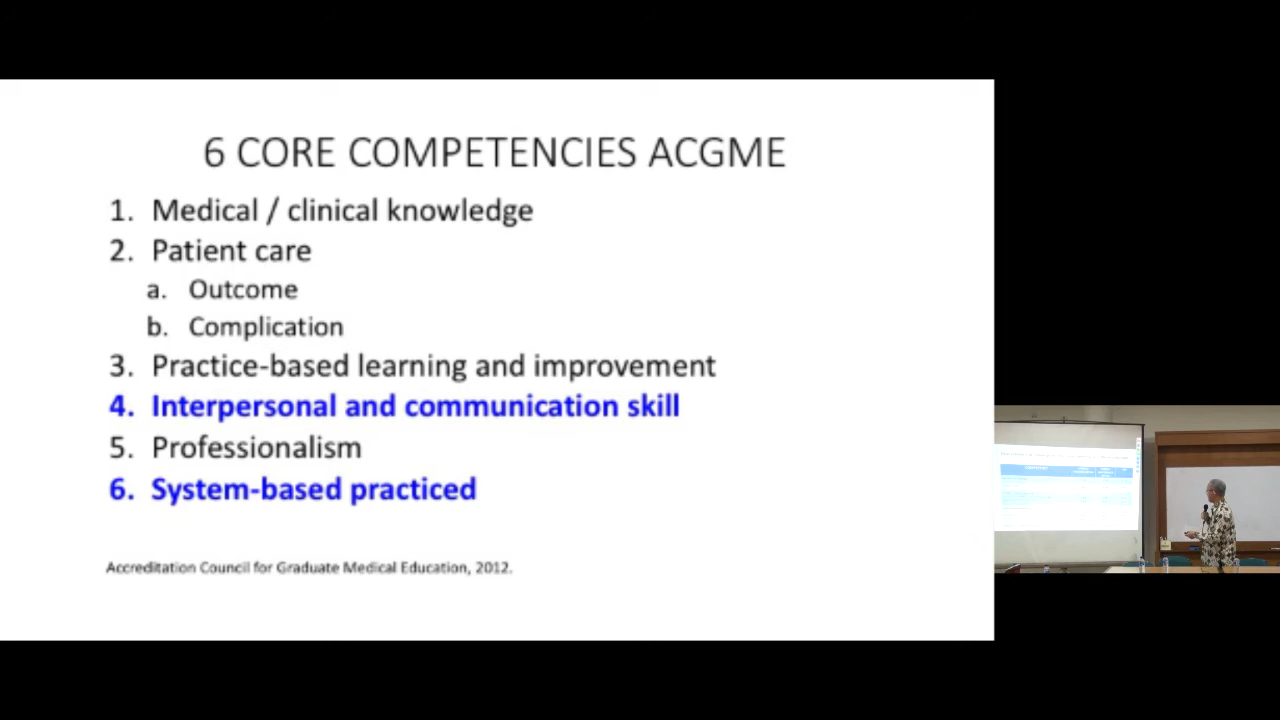 6 CORE COMPETENCIES ACGME
1. Medical / clinical knowledge
2. Patient care
a. Outcome
b. Complication
3. Practice-based learning and improvement
4. Interpersonal and communication skill
5. Professionalism
6. System-based practiced
Accreditation Council for Graduate Medical Education, 2012.